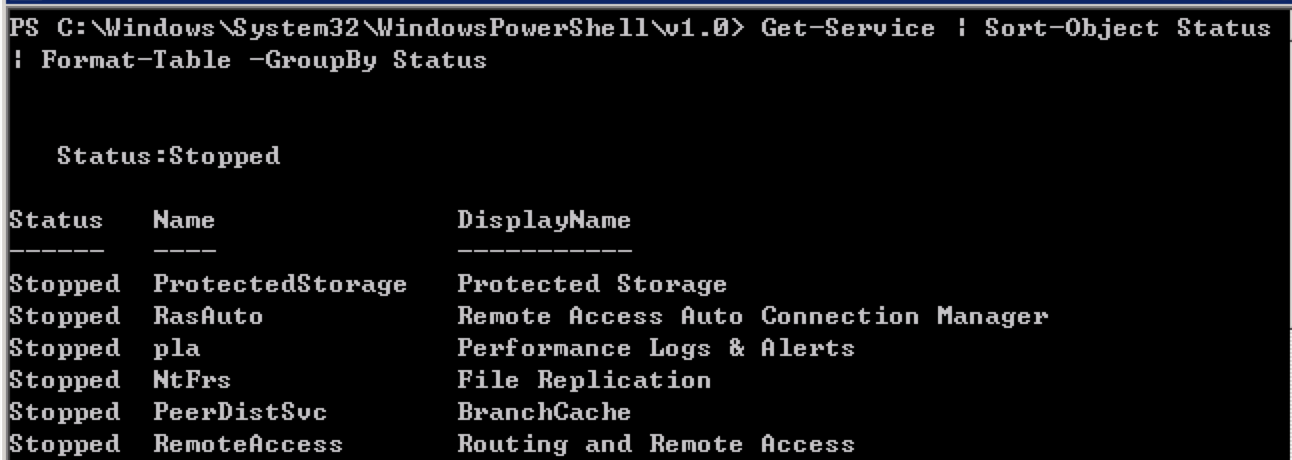 PS C:\Windows\System32\WindowsPowerShell\v1.0> Get-Service | Sort-Object Status
| Format-Table -GroupBy Status
Status:Stopped
Status Name DisplayName
------ ---- -----------
Stopped ProtectedStorage Protected Storage
Stopped RasAuto Remote Access Auto Connection Manager
Stopped pla Performance Logs & Alerts
Stopped NtFrs File Replication
Stopped PeerDistSvc BranchCache
Stopped RemoteAccess Routing and Remote Access